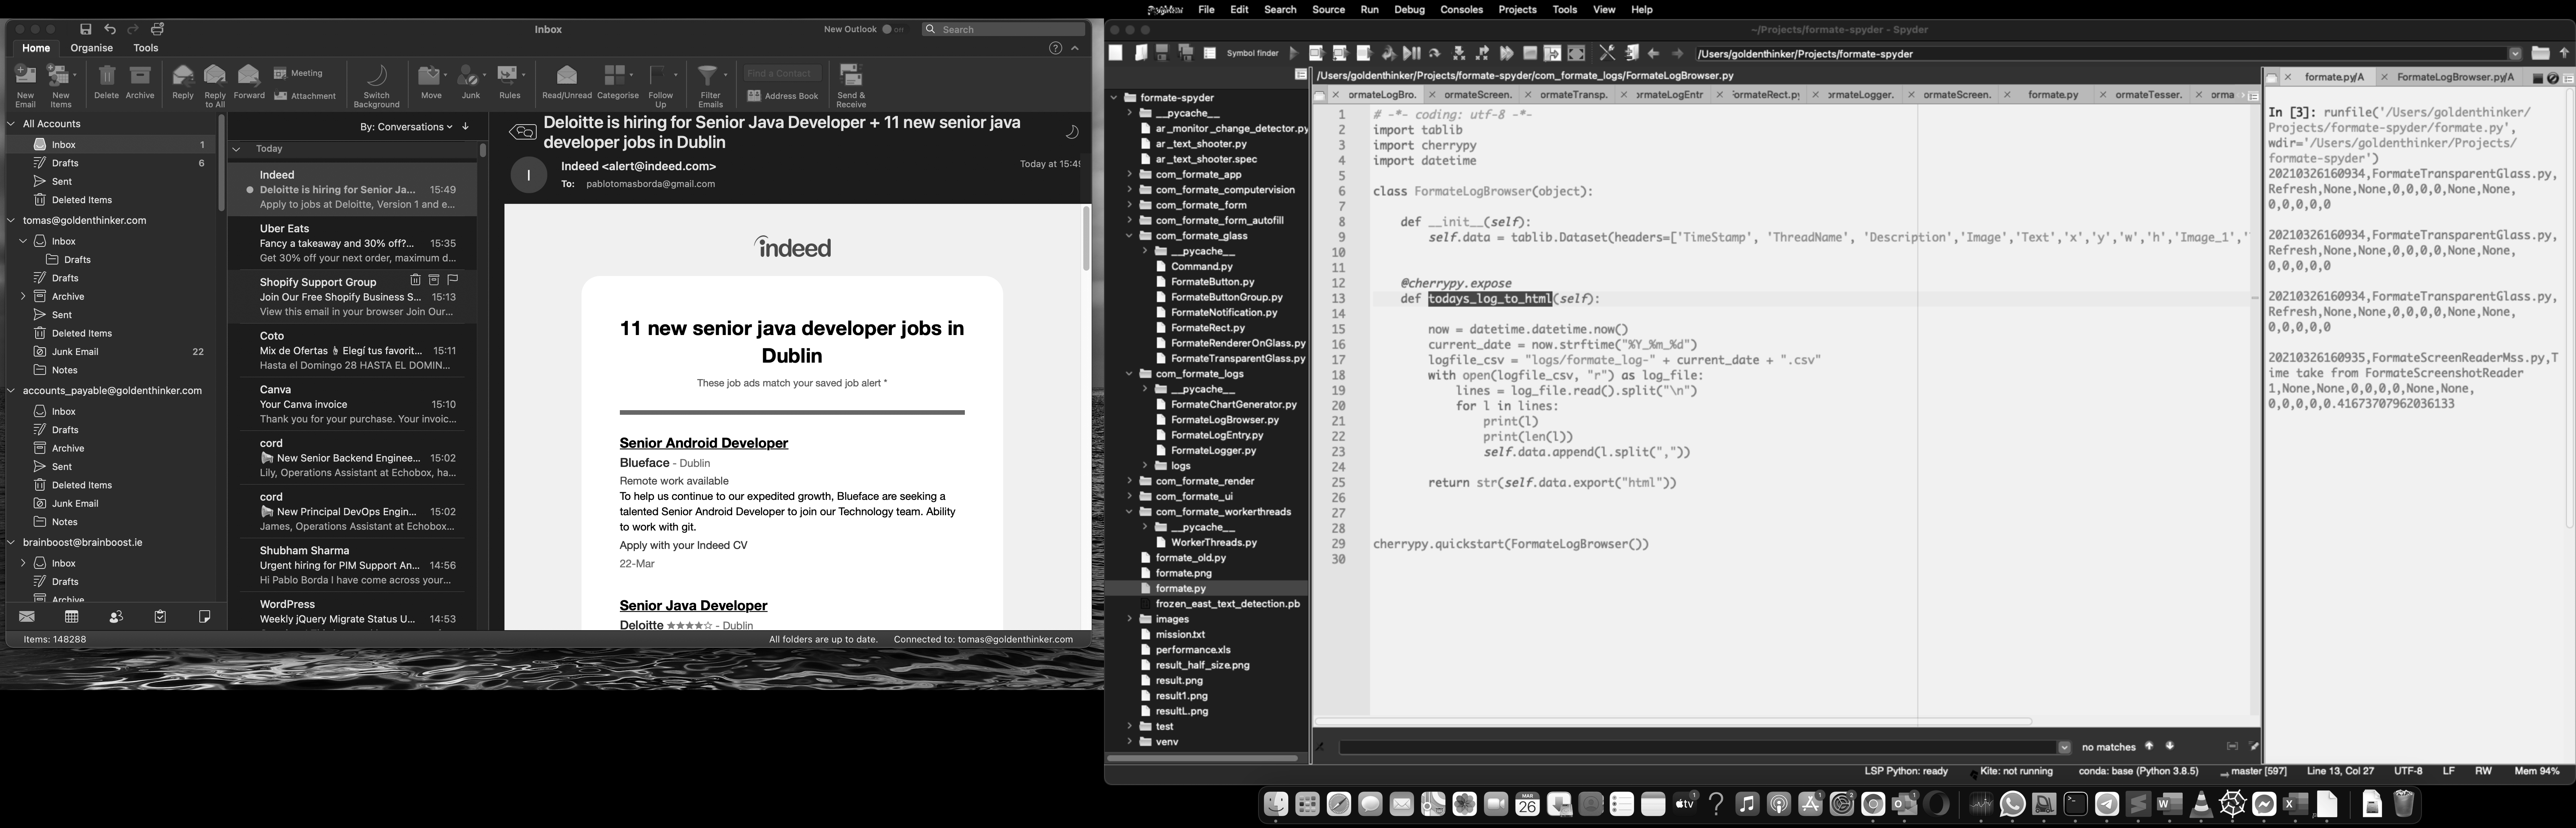 Inbox
New Outlook
on
Search
Home Organise Tools
New Email
New Items
Delete
Archive
Reply
Reply to All
Forward
Meeting
Attachment
Switch Background
Move
Junk
Rules
Read/Unread
Categorise
Follow Up
Filter Emails
Find a Contact
Address Book
Send & Receive
All Accounts
Inbox 1
Drafts 6
Sent
Deleted Items
tomas@goldenthinker.com
Inbox
Drafts
Drafts
Archive
Sent
Deleted Items
Junk Email 22
Notes
accounts_payable@goldenthinker.com
Inbox
Drafts
Archive
Sent
Deleted Items
Junk Email
Notes
brainboost@brainboost.ie
Inbox
Drafts
Archive
Items: 148288
By: Conversations
Today
Indeed
Deloitte is hiring for Senior Ja... 15:49
Apply to jobs at Deloitte, Version 1 and e...
Uber Eats
Fancy a takeaway and 30% off?... 15:35
Get 30% off your next order, maximum d...
Shopify Support Group
Join Our Free Shopify Business S... 15:13
View this email in your browser Join Our...
Coto
Mix de Ofertas Elegí tus favorit... 15:11
Hasta el Domingo 28 HASTA EL DOMIN...
Canva
Your Canva invoice 15:10
Thank you for your purchase. Your invoic...
cord
New Senior Backend Enginee... 15:02
Lily, Operations Assistant at Echobox, ha...
cord
New Principal DevOps Engin... 15:02
James, Operations Assistant at Echobox...
Shubham Sharma
Urgent hiring for PIM Support An... 14:56
Hi Pablo Borda I have come across your...
WordPress
Weekly jQuery Migrate Status U... 14:53
Deloitte is hiring for Senior Java Developer + 11 new senior java
developer jobs in Dublin
I
Indeed <alert@indeed.com>
Today at 15:49
To: pablotomasborda@gmail.com
indeed
11 new senior java developer jobs in
Dublin
These job ads match your saved job alert *
Senior Android Developer
Blueface - Dublin
Remote work available
To help us continue to our expedited growth, Blueface are seeking a
talented Senior Android Developer to join our Technology team. Ability
to work with git.
Apply with your Indeed CV
22-Mar
Senior Java Developer
Deloitte ★★★★☆ - Dublin
All folders are up to date. Connected to: tomas@goldenthinker.com
File Edit Search Source Run Debug Consoles Projects Tools View Help
~/Projects/formate-spyder - Spyder
Symbol finder
/Users/goldenthinker/Projects/formate-spyder
/Users/goldenthinker/Projects/formate-spyder/com_formate_logs/FormateLogBrowser.py
formate-spyder
__pycache__
ar_monitor_change_detector.py
ar_text_shooter.py
ar_text_shooter.spec
com_formate_app
com_formate_computervision
com_formate_form
com_formate_form_autofill
com_formate_glass
__pycache__
Command.py
FormateButton.py
FormateButtonGroup.py
FormateNotification.py
FormateRect.py
FormateRendererOnGlass.py
FormateTransparentGlass.py
com_formate_logs
__pycache__
FormateChartGenerator.py
FormateLogBrowser.py
FormateLogEntry.py
FormateLogger.py
logs
com_formate_render
com_formate_ui
com_formate_workerthreads
__pycache__
WorkerThreads.py
formate_old.py
formate.png
formate.py
frozen_east_text_detection.pb
images
mission.txt
performance.xls
result_half_size.png
result.png
result1.png
resultL.png
test
venv
ormateLogBro. ormateScreen. ormateTransp. ormateLogEntr ormateRect.py ormateLogger. ormateScreen. formate.py ormateTesser. orma
1 # -*- coding: utf-8 -*-
2 import tablib
3 import cherrypy
4 import datetime
5
6 class FormateLogBrowser(object):
7
8 def __init__(self):
9 self.data = tablib.Dataset(headers=['TimeStamp', 'ThreadName', 'Description','Image','Text','x','y','w','h','Image_1','
10
11
12 @cherrypy.expose
13 def todays_log_to_html(self):
14
15 now = datetime.datetime.now()
16 current_date = now.strftime("%Y_%m_%d")
17 logfile_csv = "logs/formate_log-" + current_date + ".csv"
18 with open(logfile_csv, "r") as log_file:
19 lines = log_file.read().split("\n")
20 for l in lines:
21 print(l)
22 print(len(l))
23 self.data.append(l.split(","))
24
25 return str(self.data.export("html"))
26
27
28
29 cherrypy.quickstart(FormateLogBrowser())
30
no matches
formate.py/A FormateLogBrowser.py/A
In [3]: runfile('/Users/goldenthinker/
Projects/formate-spyder/formate.py',
wdir='/Users/goldenthinker/Projects/
formate-spyder')
20210326160934,FormateTransparentGlass.py,
Refresh,None,None,0,0,0,0,None,None,
0,0,0,0,0
20210326160934,FormateTransparentGlass.py,
Refresh,None,None,0,0,0,0,None,None,
0,0,0,0,0
20210326160934,FormateTransparentGlass.py,
Refresh,None,None,0,0,0,0,None,None,
0,0,0,0,0
20210326160935,FormateScreenReaderMss.py,T
ime take from FormateScreenshotReader
1,None,None,0,0,0,0,None,None,
0,0,0,0,0.41673707962036133
LSP Python: ready Kite: not running conda: base (Python 3.8.5) master [597] Line 13, Col 27 UTF-8 LF RW Mem 94%
MAR
26
tv